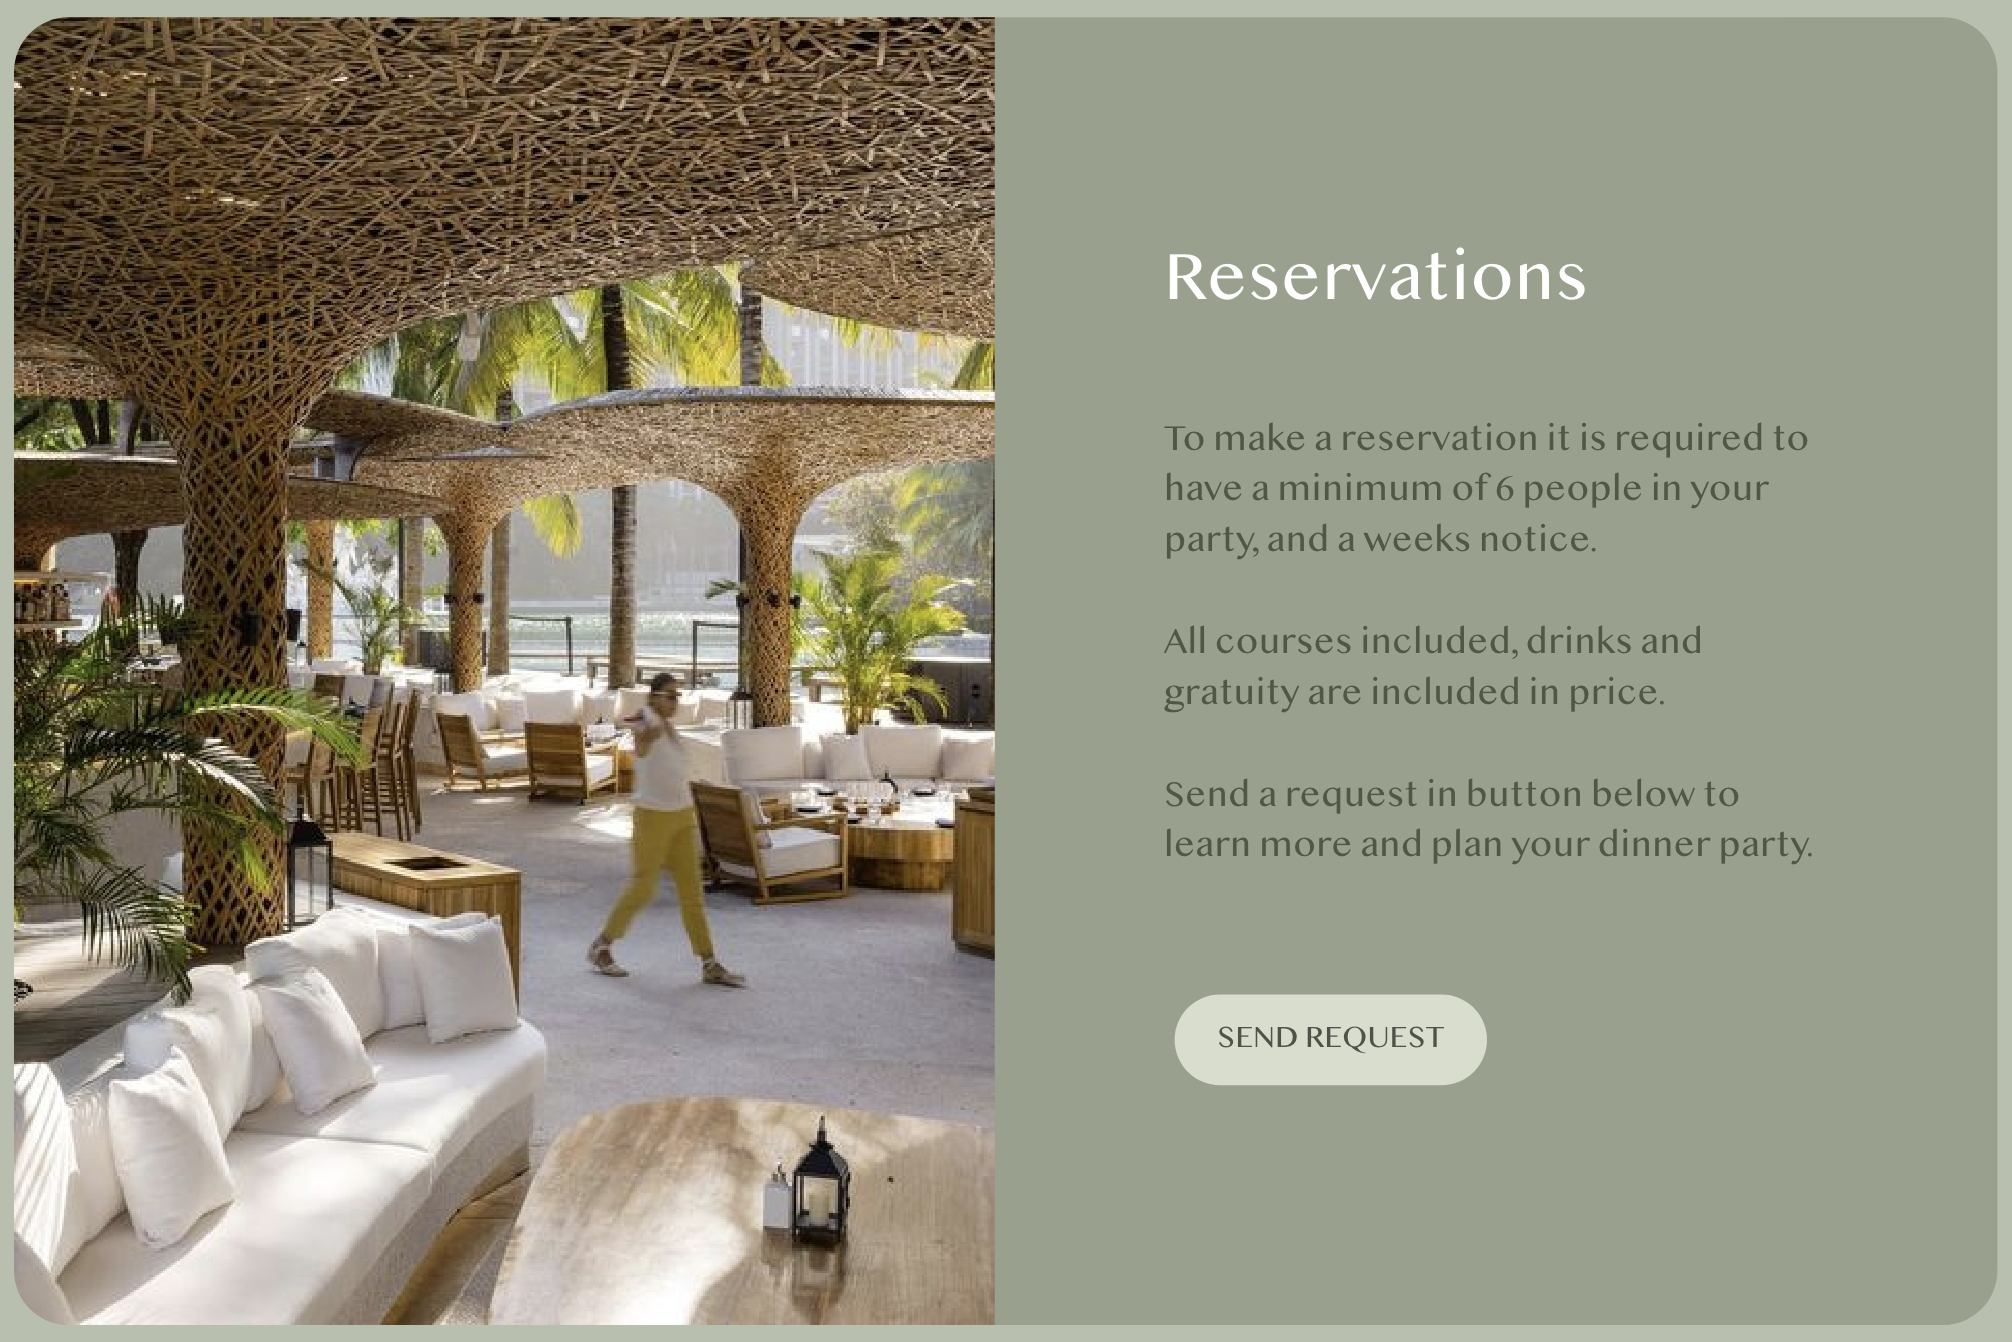 Reservations
To make a reservation it is required to
have a minimum of 6 people in your
party, and a weeks notice.
All courses included, drinks and
gratuity are included in price.
Send a request in button below to
learn more and plan your dinner party.
SEND REQUEST